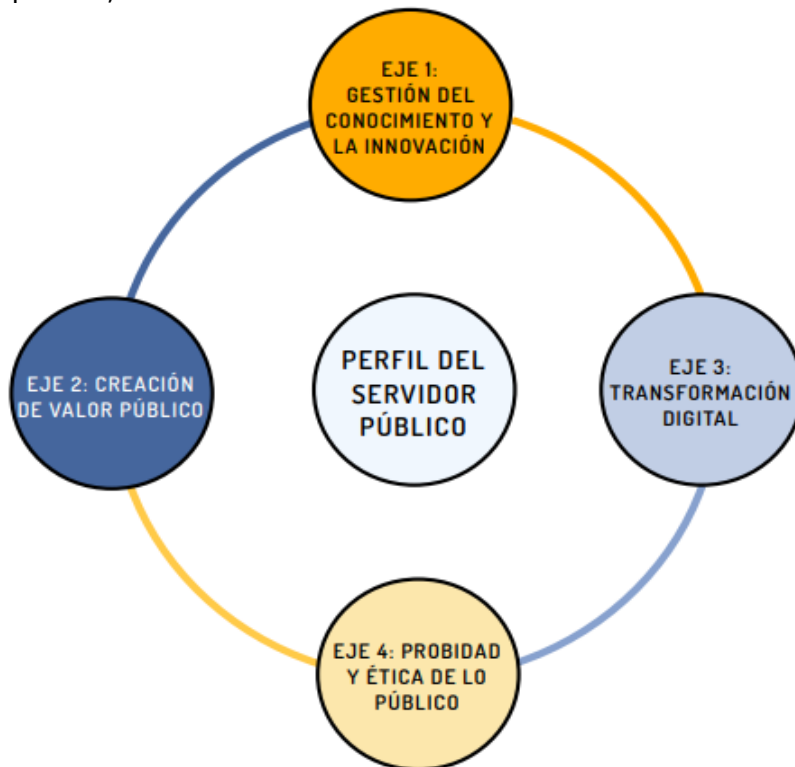 EJE 1:
GESTIÓN DEL
CONOCIMIENTO Y
LA INNOVACIÓN
EJE 2: CREACIÓN
DE VALOR PÚBLICO
PERFIL DEL
SERVIDOR
PÚBLICO
EJE 3:
TRANSFORMACIÓN
DIGITAL
EJE 4: PROBIDAD
Y ÉTICA DE LO
PÚBLICO